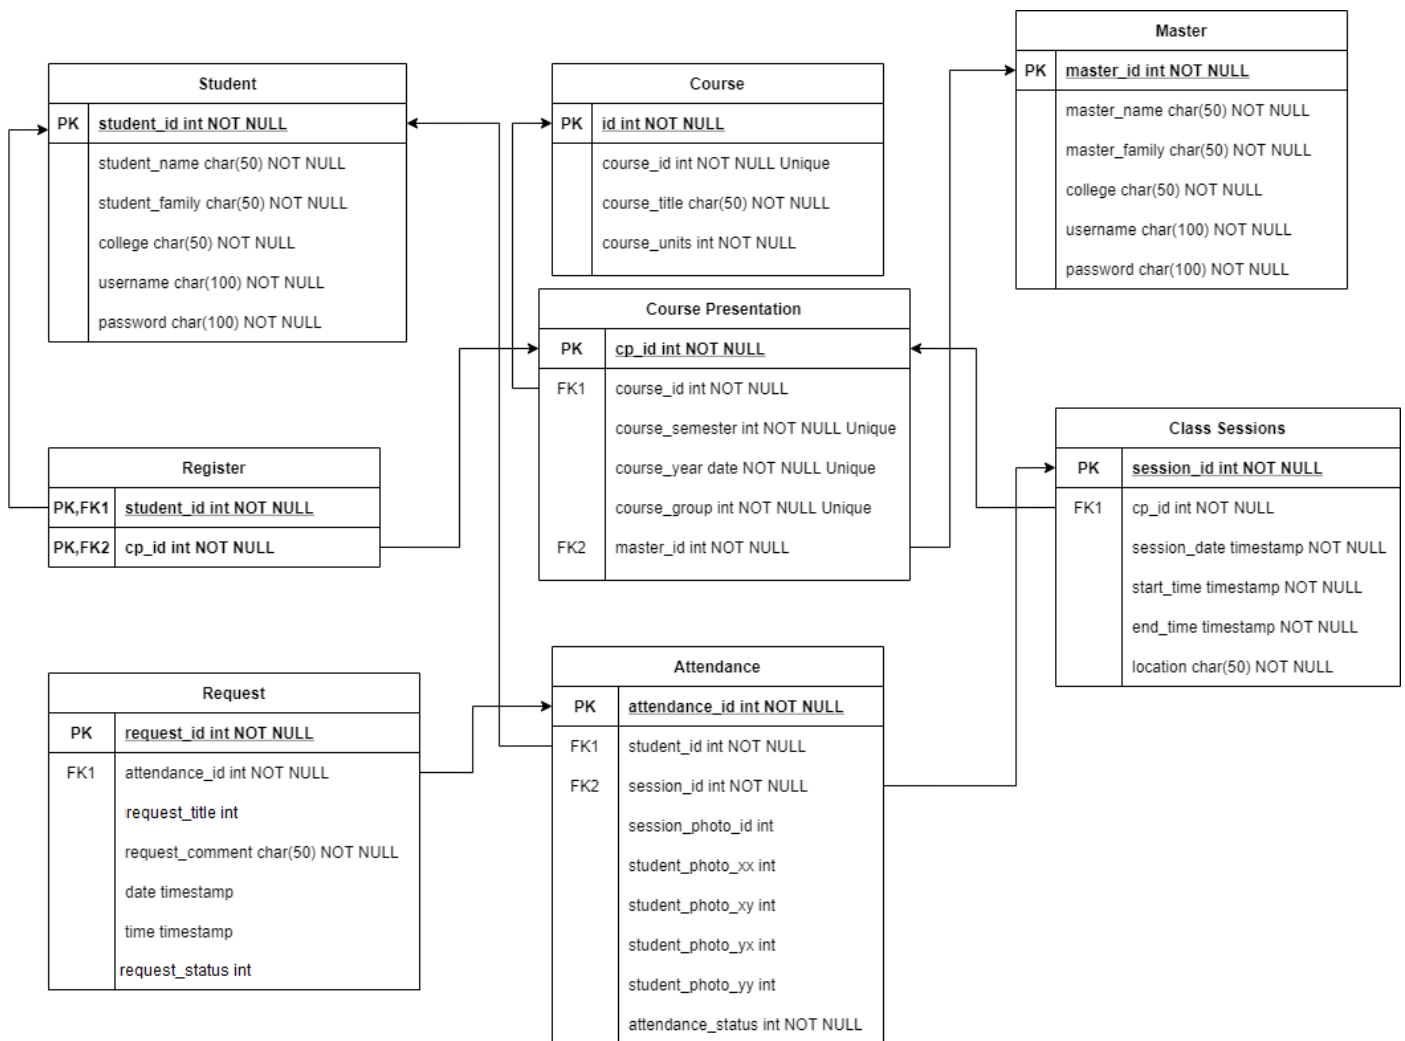 Student
PK student_id int NOT NULL
student_name char(50) NOT NULL
student_family char(50) NOT NULL
college char(50) NOT NULL
username char(100) NOT NULL
password char(100) NOT NULL
Course
PK id int NOT NULL
course_id int NOT NULL Unique
course_title char(50) NOT NULL
course_units int NOT NULL
Master
PK master_id int NOT NULL
master_name char(50) NOT NULL
master_family char(50) NOT NULL
college char(50) NOT NULL
username char(100) NOT NULL
password char(100) NOT NULL
Course Presentation
PK cp_id int NOT NULL
FK1 course_id int NOT NULL
course_semester int NOT NULL Unique
course_year date NOT NULL Unique
course_group int NOT NULL Unique
FK2 master_id int NOT NULL
Class Sessions
PK session_id int NOT NULL
FK1 cp_id int NOT NULL
session_date timestamp NOT NULL
start_time timestamp NOT NULL
end_time timestamp NOT NULL
location char(50) NOT NULL
Register
PK,FK1 student_id int NOT NULL
PK,FK2 cp_id int NOT NULL
Request
PK request_id int NOT NULL
FK1 attendance_id int NOT NULL
request_title int
request_comment char(50) NOT NULL
date timestamp
time timestamp
request_status int
Attendance
PK attendance_id int NOT NULL
FK1 student_id int NOT NULL
FK2 session_id int NOT NULL
session_photo_id int
student_photo_xx int
student_photo_xy int
student_photo_yx int
student_photo_yy int
attendance_status int NOT NULL